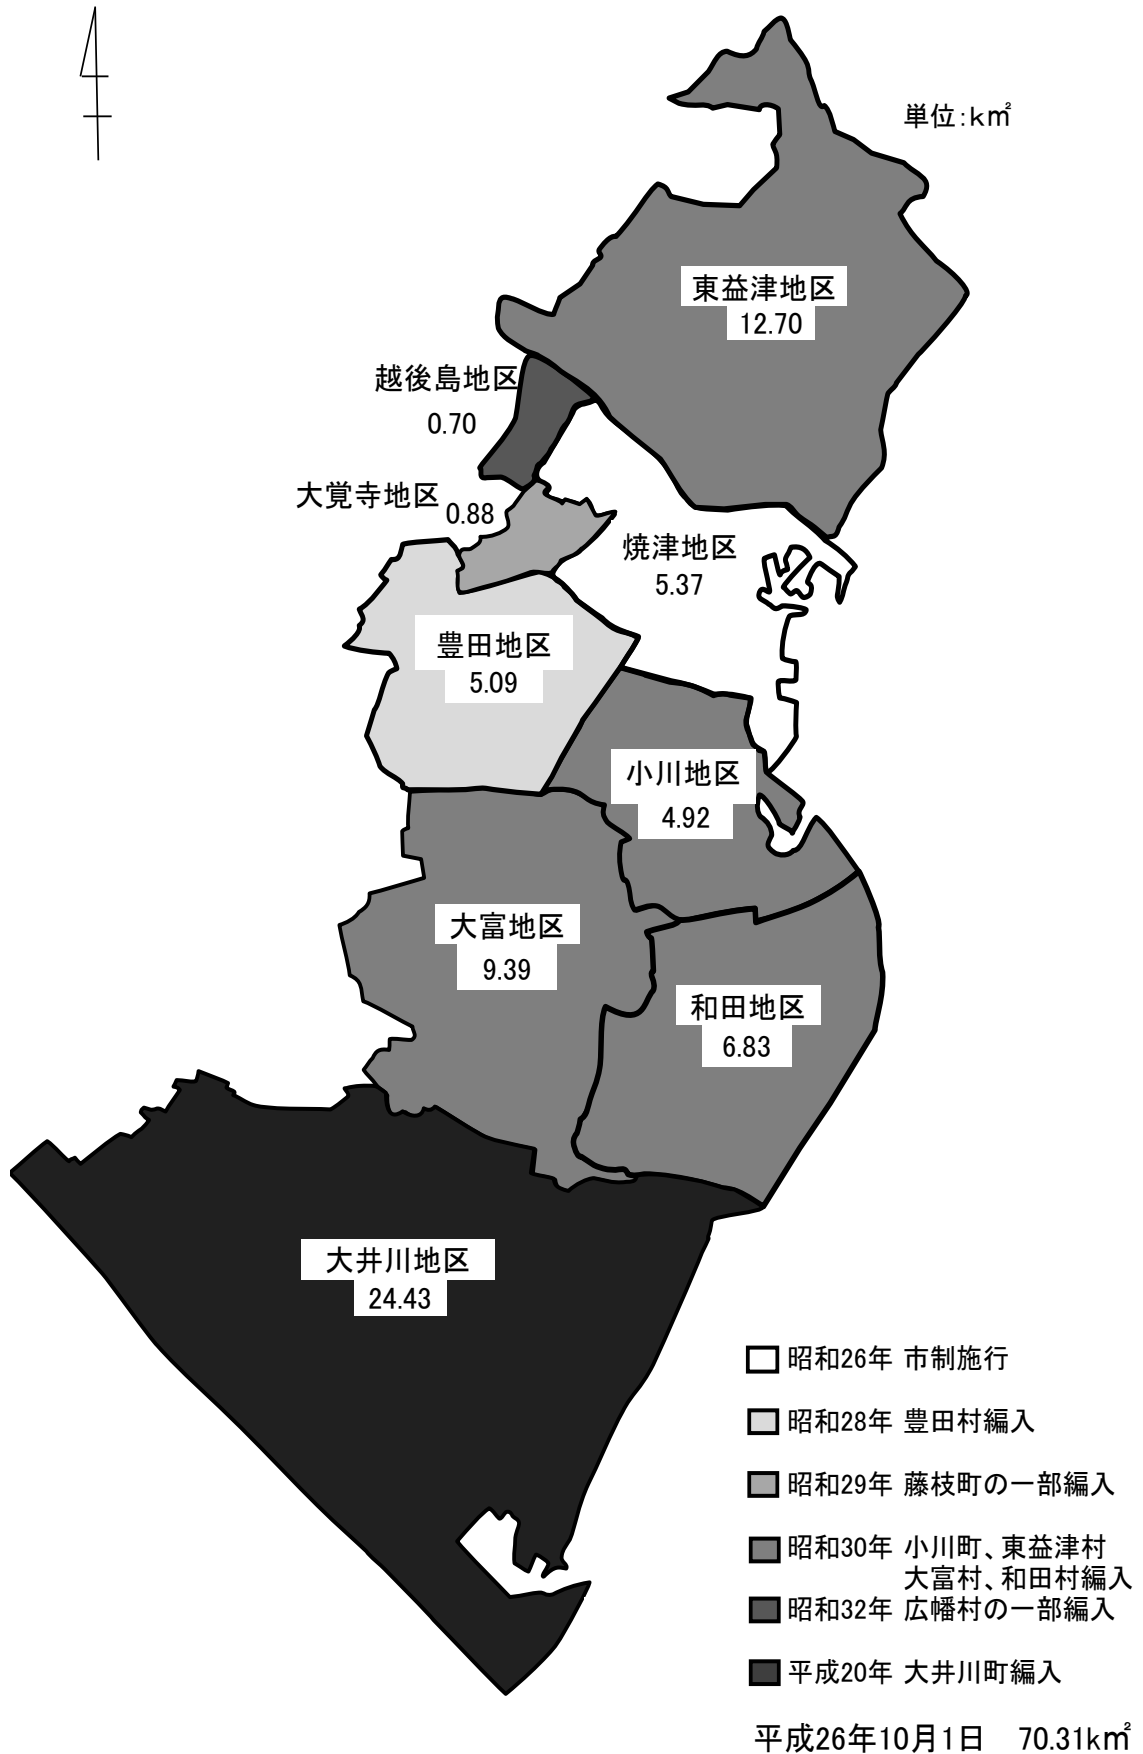 単位:km²
東益津地区
12.70
越後島地区
0.70
大覚寺地区
0.88
焼津地区
5.37
豊田地区
5.09
小川地区
4.92
大富地区
9.39
和田地区
6.83
大井川地区
24.43
昭和26年 市制施行
昭和28年 豊田村編入
昭和29年 藤枝町の一部編入
昭和30年 小川町、東益津村
大富村、和田村編入
昭和32年 広幡村の一部編入
平成20年 大井川町編入
平成26年10月1日 70.31km²